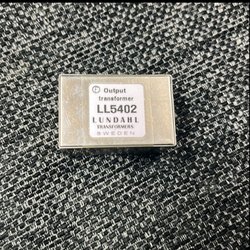 Output
transformer
LL5402
LUNDAHL
TRANSFORMERS
SWEDEN